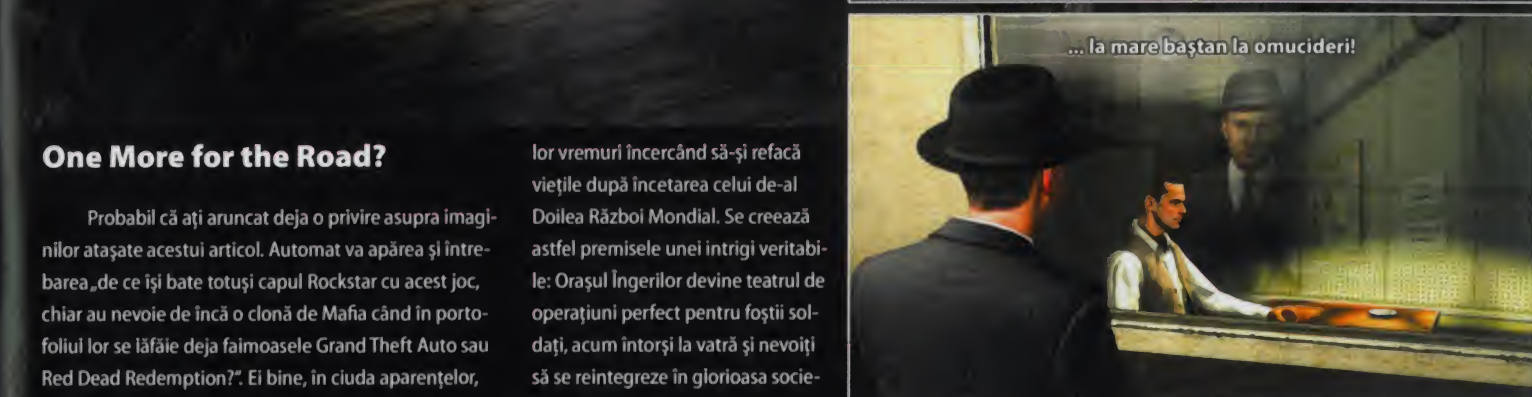 One More for the Road?
Probabil că ați aruncat deja o privire asupra imagi-
nilor atașate acestui articol. Automat va apărea și între-
barea „de ce își bate totuși capul Rockstar cu acest joc,
chiar au nevoie de încă o clonă de Mafia când în porto-
foliul lor se lăfăie deja faimoasele Grand Theft Auto sau
Red Dead Redemption?”. Ei bine, în ciuda aparențelor,
lor vremuri încercând să-și refacă
viețile după încetarea celui de-al
Doilea Război Mondial. Se creează
astfel premisele unei intrigi veritabi-
le: Orașul Îngerilor devine teatrul de
operațiuni perfect pentru foștii sol-
dați, acum întorși la vatră și nevoiți
să se reintegreze în glorioasa socie-
... la mare baștan la omucideri!